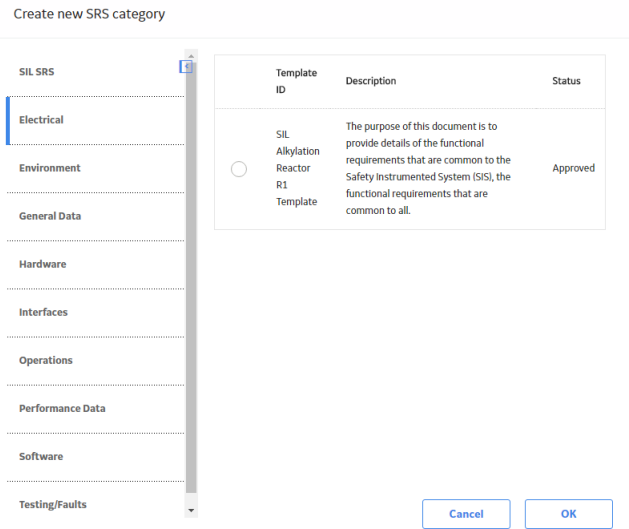 Create new SRS category
SIL SRS
Electrical
Environment
General Data
Hardware
Interfaces
Operations
Performance Data
Software
Testing/Faults
Template
ID
Description
Status
SIL
Alkylation
Reactor
R1
Template
The purpose of this document is to
provide details of the functional
requirements that are common to the
Safety Instrumented System (SIS), the
functional requirements that are
common to all.
Approved
Cancel
OK